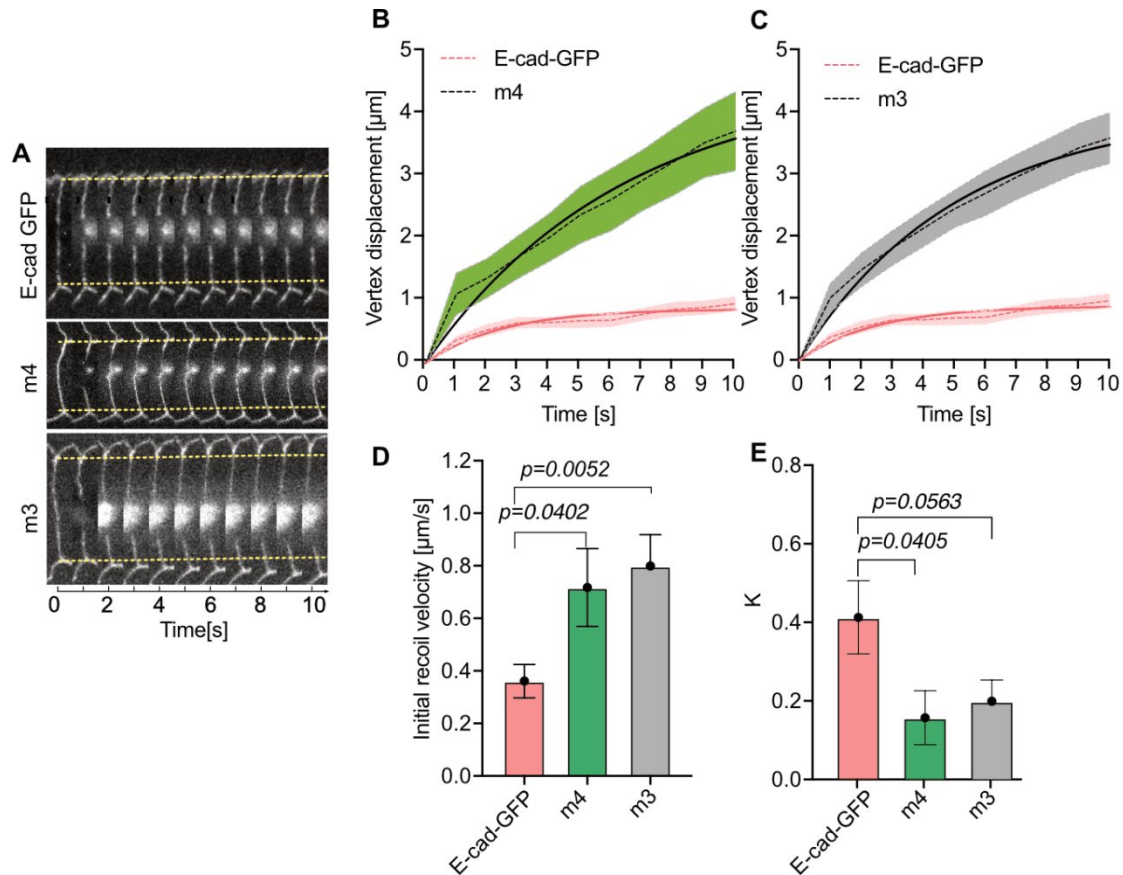 A
E-cad GFP
m4
m3
0 2 4 6 8 10
Time[s]
B
E-cad-GFP
m4
Vertex displacement [µm]
5
4
3
2
1
0
0 1 2 3 4 5 6 7 8 9 10
Time [s]
C
E-cad-GFP
m3
Vertex displacement [µm]
5
4
3
2
1
0
0 1 2 3 4 5 6 7 8 9 10
Time [s]
D
Initial recoil velocity [µm/s]
1.2
1.0
0.8
0.6
0.4
0.2
0.0
p=0.0052
p=0.0402
E-cad-GFP
m4
m3
E
K
0.8
0.6
0.4
0.2
0.0
p=0.0563
p=0.0405
E-cad-GFP
m4
m3